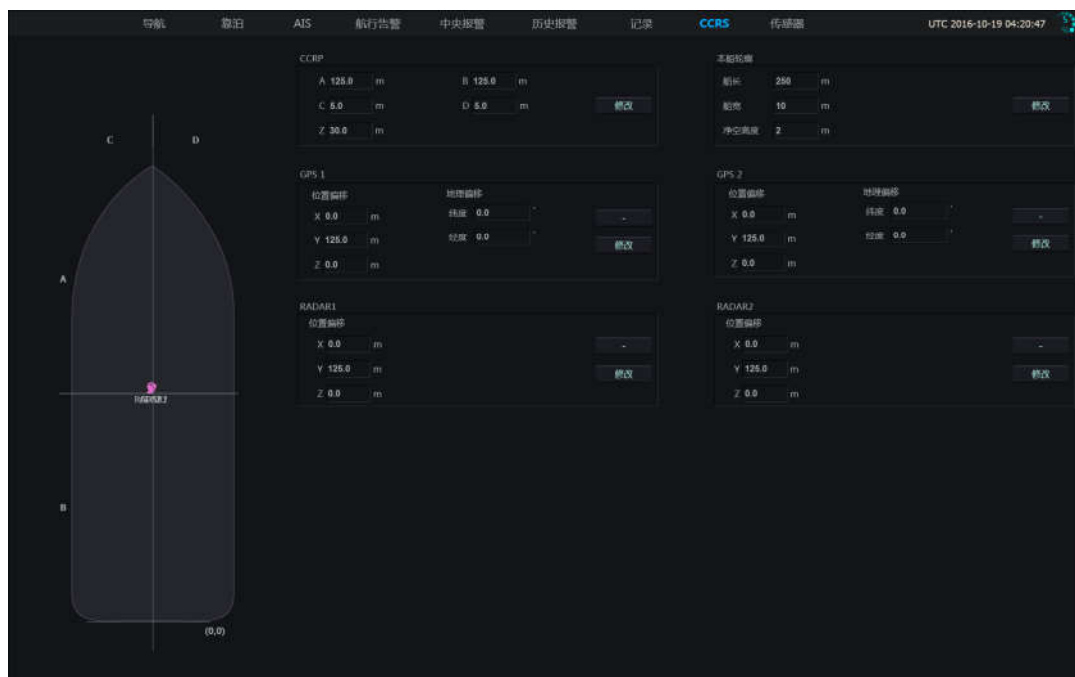 导航 靠泊 AIS 航行告警 中央报警 历史报警 记录 CCRS 传感器 UTC 2016-10-19 04:20:47
CCRP
A 125.0 m B 125.0 m
C 5.0 m D 5.0 m 修改
Z 30.0 m
本船轮廓
船长 250 m
船宽 10 m 修改
净空高度 2 m
C D
A
B
(0,0)
GPS 1
位置偏移 地理偏移
X 0.0 m 纬度 0.0 ' -
Y 125.0 m 经度 0.0 ' 修改
Z 0.0 m
GPS 2
位置偏移 地理偏移
X 0.0 m 纬度 0.0 ' -
Y 125.0 m 经度 0.0 ' 修改
Z 0.0 m
RADAR1
位置偏移
X 0.0 m -
Y 125.0 m 修改
Z 0.0 m
RADAR2
位置偏移
X 0.0 m -
Y 125.0 m 修改
Z 0.0 m